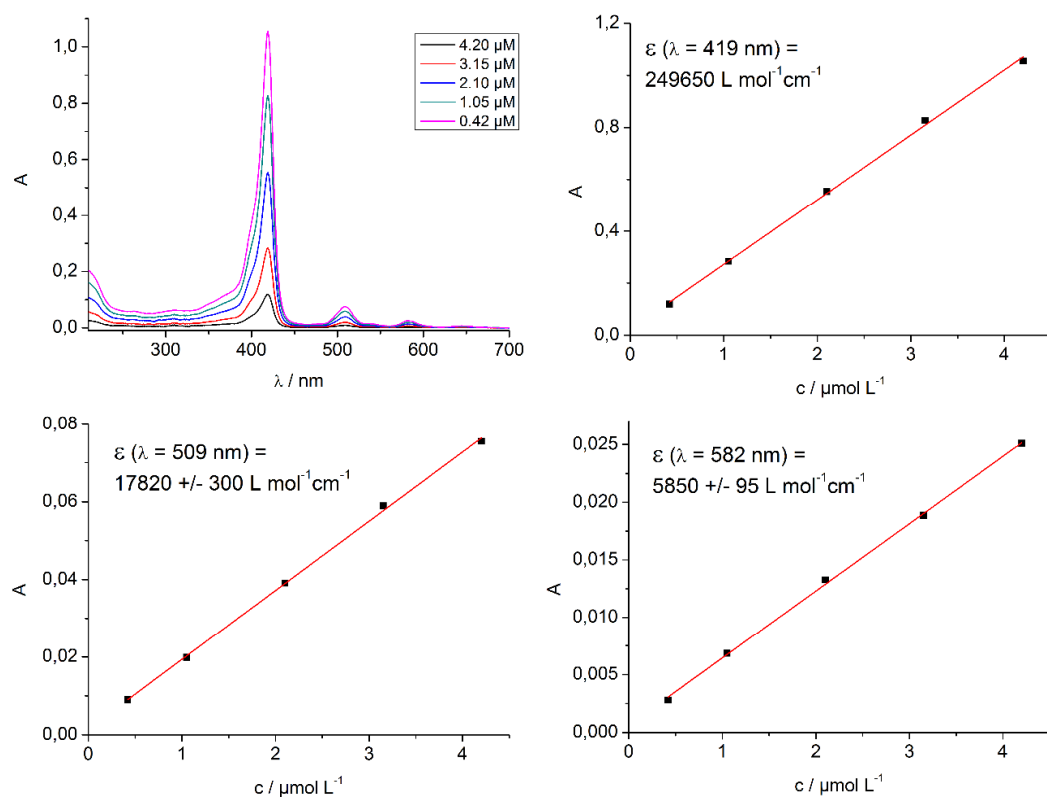 1,0
0,8
0,6
0,4
0,2
0,0
A
300 400 500 600 700
λ / nm
4.20 µM
3.15 µM
2.10 µM
1.05 µM
0.42 µM
1,2
0,8
0,4
0,0
A
ε (λ = 419 nm) =
249650 L mol⁻¹cm⁻¹
0 1 2 3 4
c / µmol L⁻¹
0,08
0,06
0,04
0,02
0,00
A
ε (λ = 509 nm) =
17820 +/- 300 L mol⁻¹cm⁻¹
0 1 2 3 4
c / µmol L⁻¹
0,025
0,020
0,015
0,010
0,005
0,000
A
ε (λ = 582 nm) =
5850 +/- 95 L mol⁻¹cm⁻¹
0 1 2 3 4
c / µmol L⁻¹